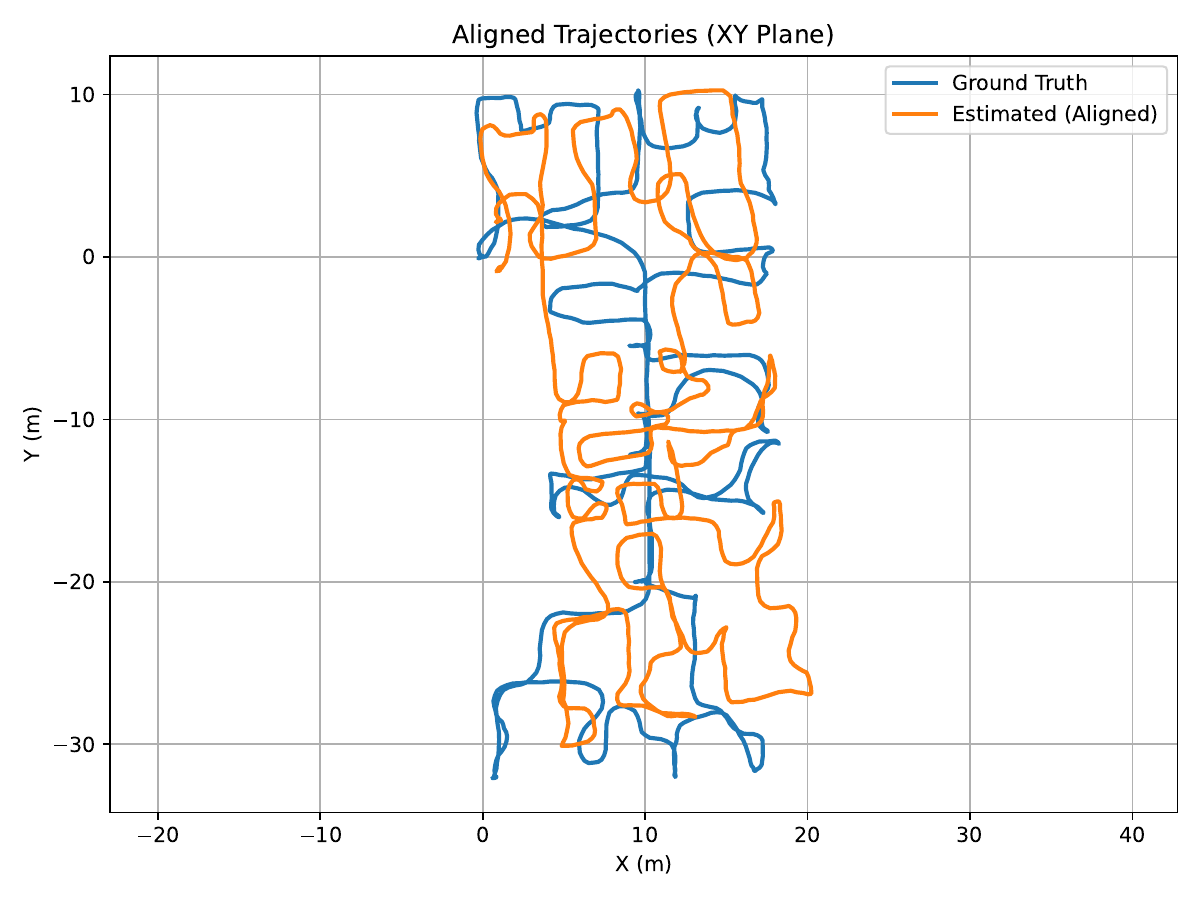 Aligned Trajectories (XY Plane)
Ground Truth
Estimated (Aligned)
10
0
−10
−20
−30
Y (m)
−20
−10
0
10
20
30
40
X (m)